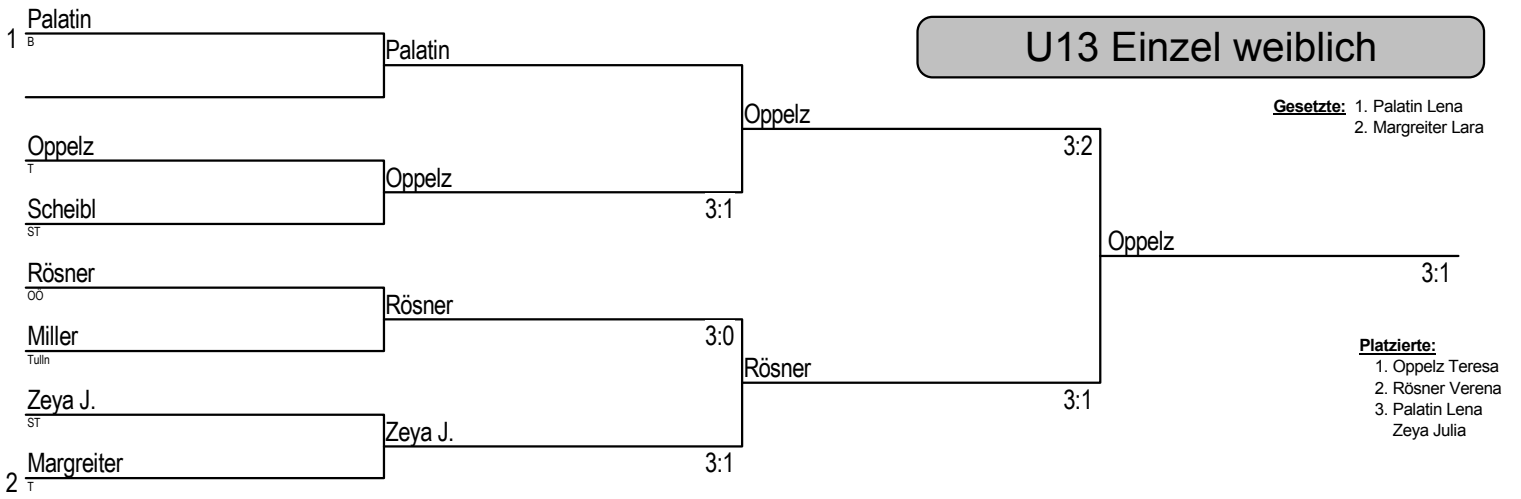 U13 Einzel weiblich
Gesetzte: 1. Palatin Lena
2. Margreiter Lara
1 Palatin
B
Oppelz
T
Scheibl
ST
Rösner
OÖ
Miller
Tulln
Zeya J.
ST
2 Margreiter
T
Palatin
Oppelz
3:1
Rösner
3:0
Zeya J.
3:1
Oppelz
3:2
Rösner
3:1
Oppelz
3:1
Platzierte:
1. Oppelz Teresa
2. Rösner Verena
3. Palatin Lena
Zeya Julia